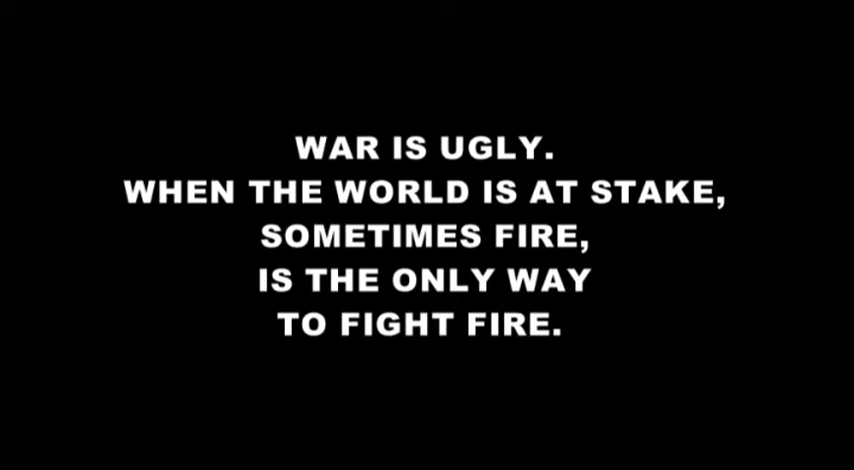 WAR IS UGLY.
WHEN THE WORLD IS AT STAKE,
SOMETIMES FIRE,
IS THE ONLY WAY
TO FIGHT FIRE.